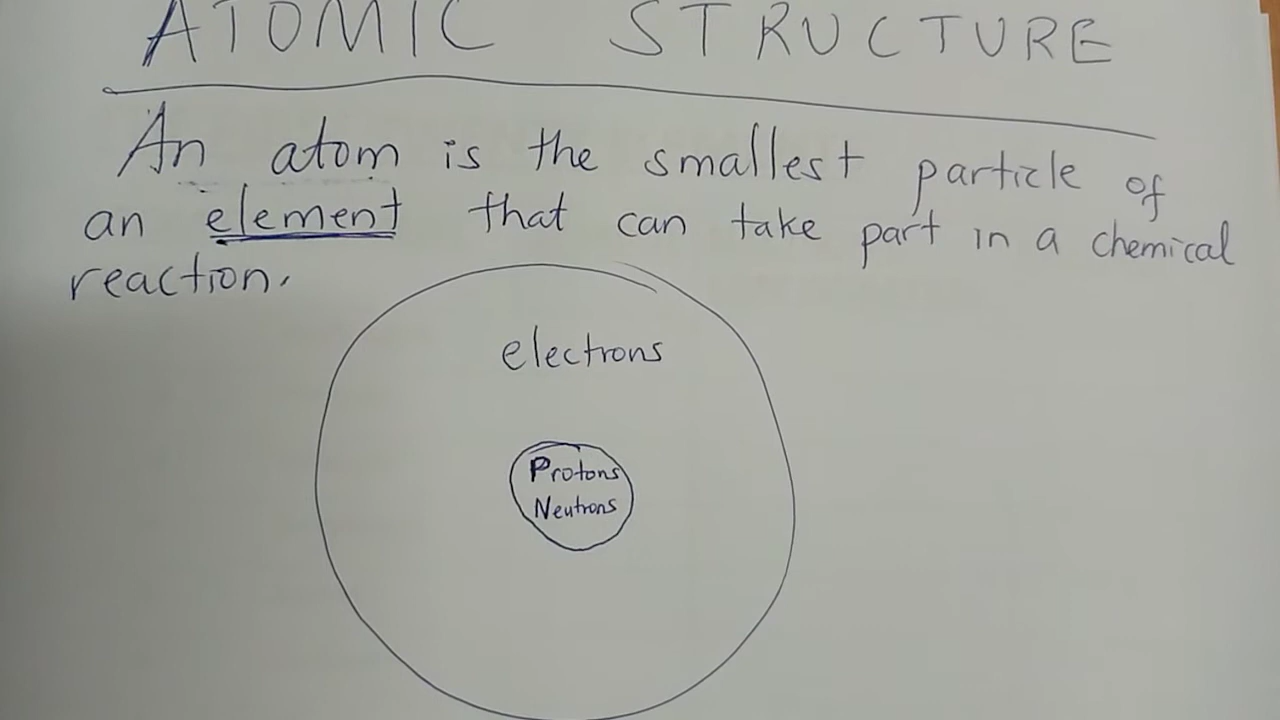 ATOMIC STRUCTURE
An atom is the smallest particle of
an element that can take part in a chemical
reaction.
electrons
Protons
Neutrons